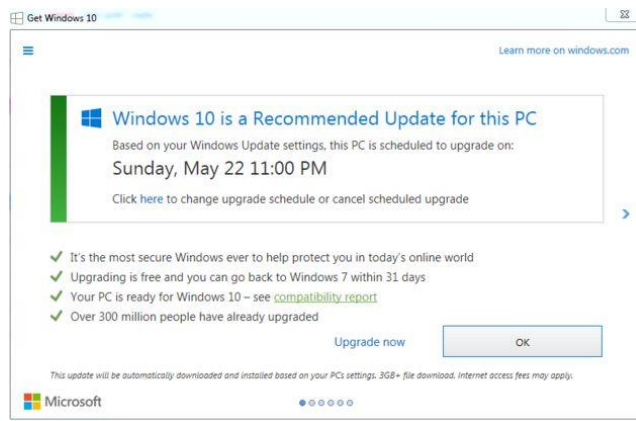 Get Windows 10
Learn more on windows.com
Windows 10 is a Recommended Update for this PC
Based on your Windows Update settings, this PC is scheduled to upgrade on:
Sunday, May 22 11:00 PM
Click here to change upgrade schedule or cancel scheduled upgrade
It's the most secure Windows ever to help protect you in today's online world
Upgrading is free and you can go back to Windows 7 within 31 days
Your PC is ready for Windows 10 – see compatibility report
Over 300 million people have already upgraded
Upgrade now
OK
This update will be automatically downloaded and installed based on your PCs settings. 3GB+ file download. Internet access fees may apply.
Microsoft